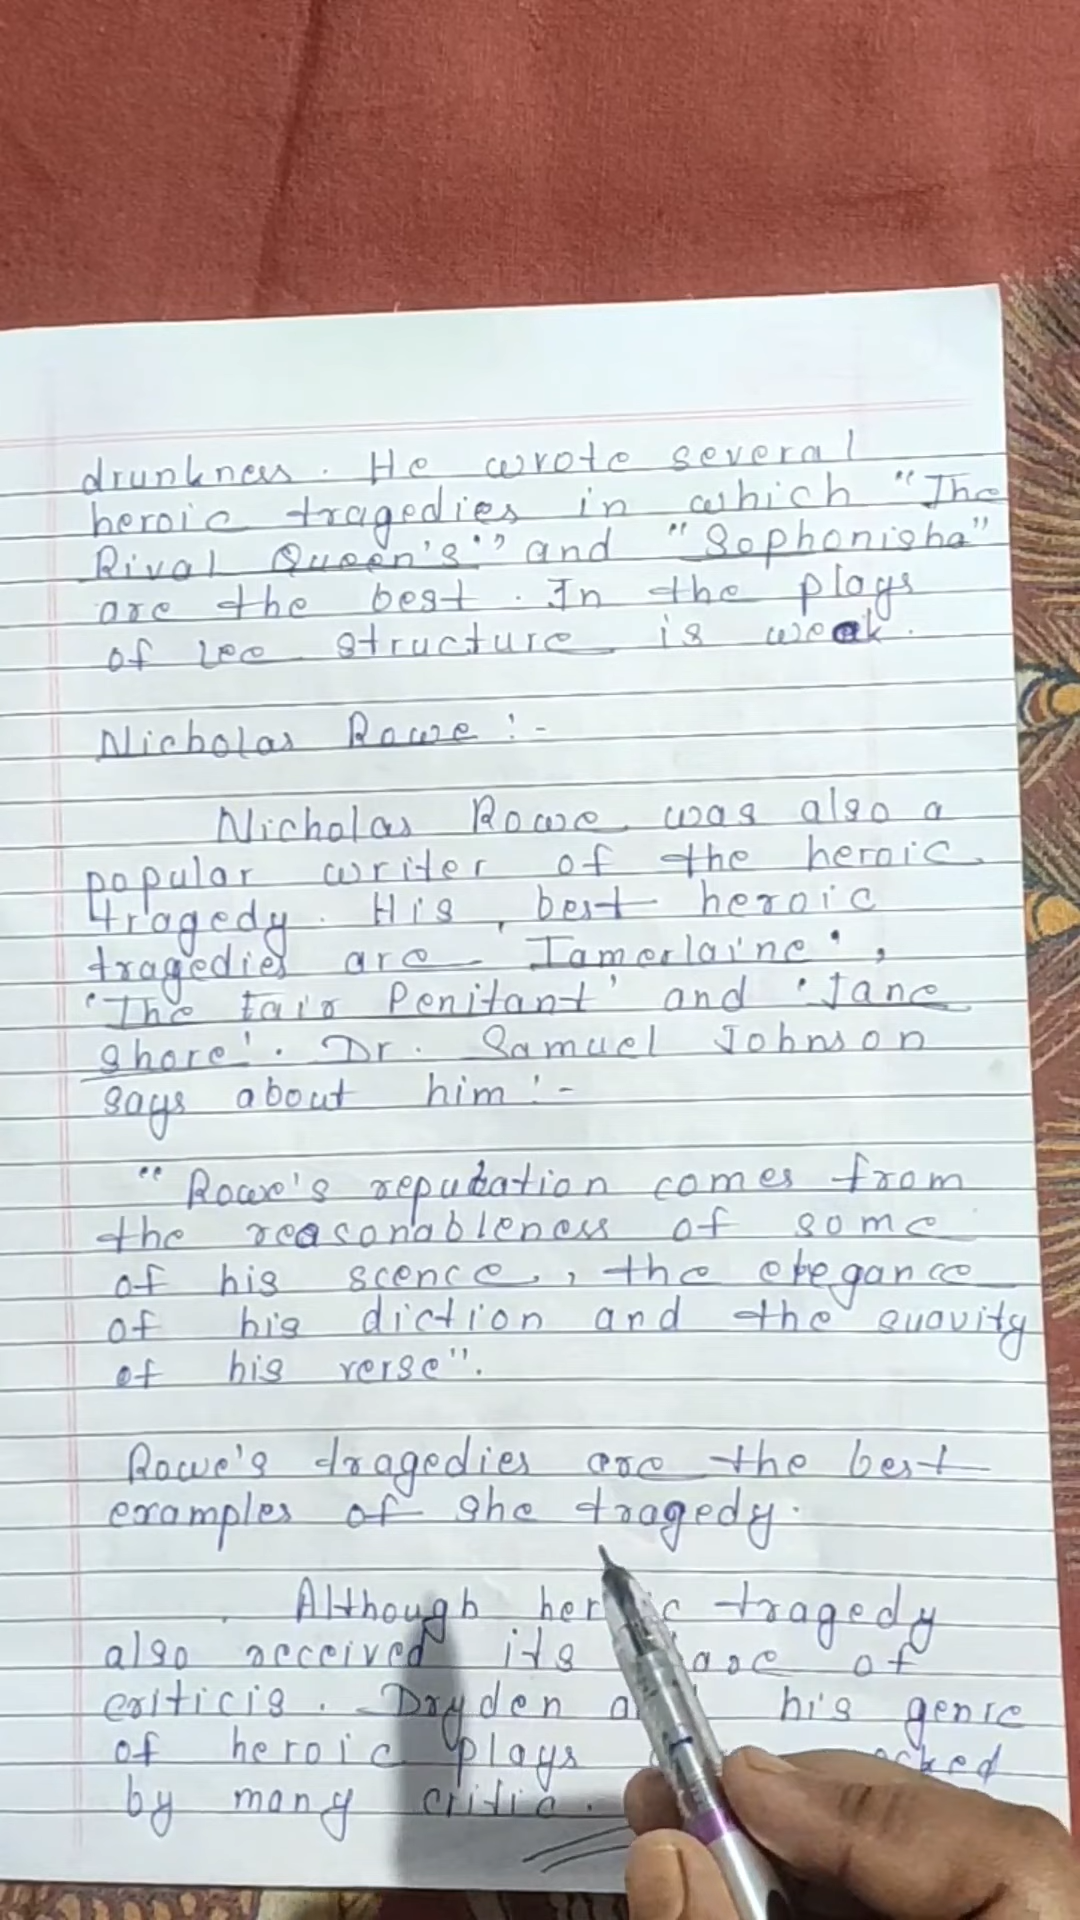 drunkness. He wrote several
heroic tragedies in which "The
Rival Queen's" and "Sophonisba"
are the best. In the plays
of Lee structure is weak.
Nicholas Rowe :-
Nicholas Rowe was also a
popular writer of the heroic
tragedy. His best heroic
tragedies are 'Tamerlaine',
'The Fair Penitant' and 'Jane
Shore'. Dr. Samuel Johnson
says about him :-
"Rowe's reputation comes from
the reasonableness of some
of his scence, the elegance
of his diction and the suavity
of his verse".
Rowe's tragedies are the best
examples of she tragedy.
Although tragedy
also received its of
criticis. Dryden his genre
of heroic plays
by many critic.